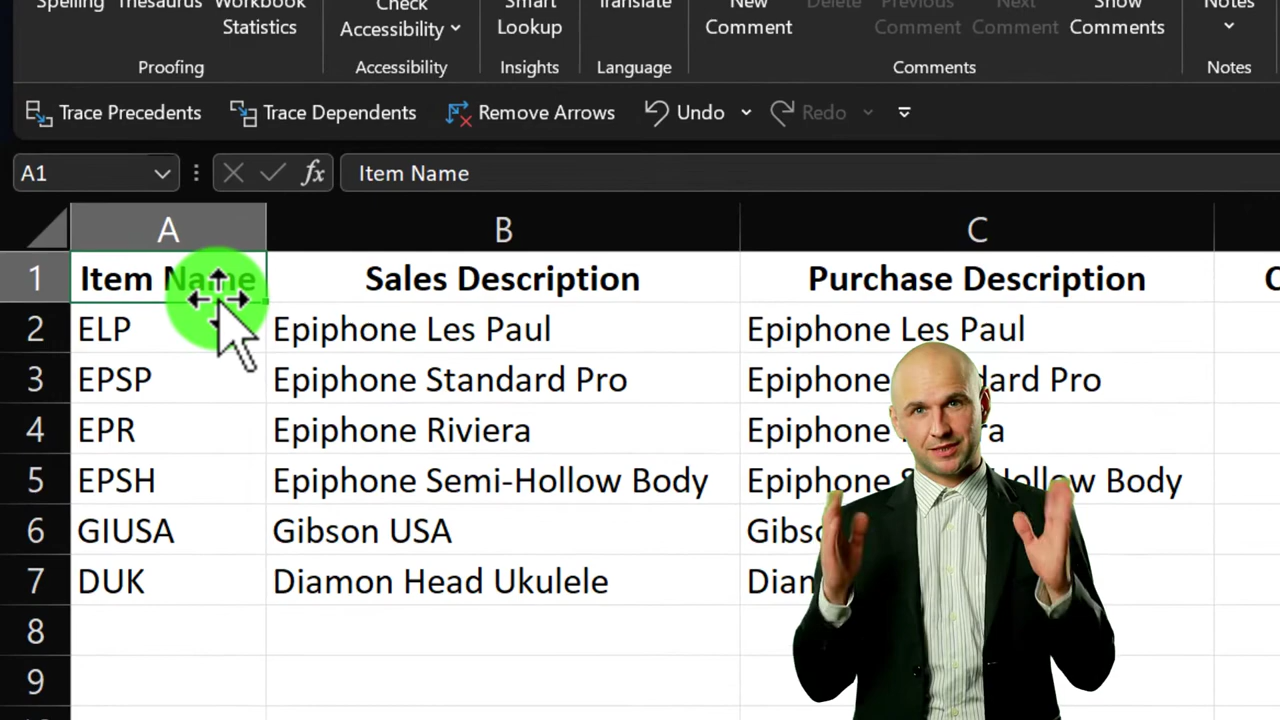 Spelling Thesaurus Workbook Statistics Check Accessibility Smart Lookup Translate New Comment Delete Previous Comment Next Comment Show Comments Notes
Proofing Accessibility Insights Language Comments Notes
Trace Precedents Trace Dependents Remove Arrows Undo Redo
A1 fx Item Name
A B C
1 Item Name Sales Description Purchase Description
2 ELP Epiphone Les Paul Epiphone Les Paul
3 EPSP Epiphone Standard Pro Epiphone dard Pro
4 EPR Epiphone Riviera Epiphone
5 EPSH Epiphone Semi-Hollow Body Epiphone Hollow Body
6 GIUSA Gibson USA
7 DUK Diamon Head Ukulele
8
9